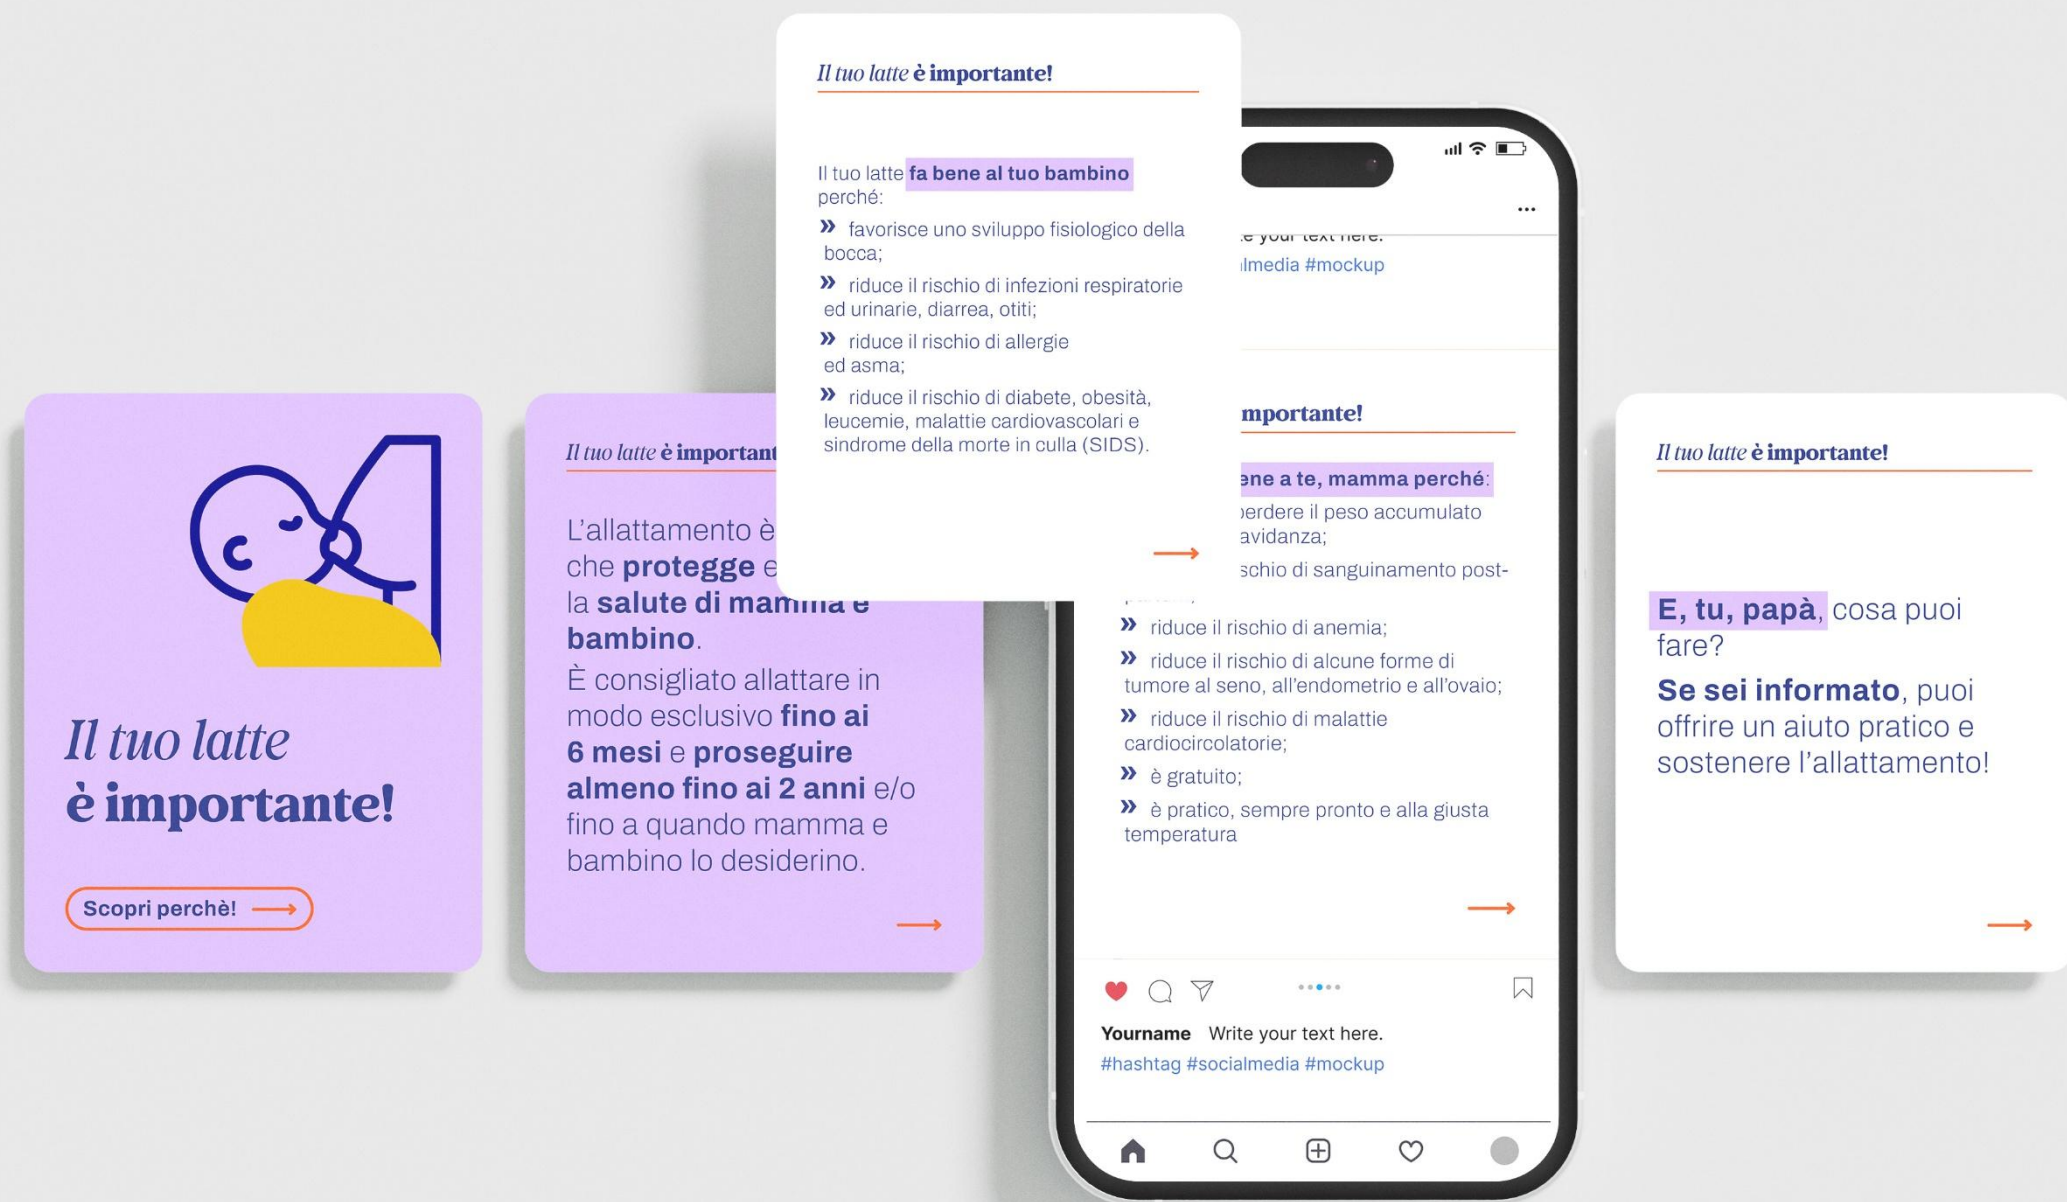 Il tuo latte
è importante!
Scopri perchè!
Il tuo latte è important
L'allattamento è
che protegge e
la salute di mamma e
bambino.
È consigliato allattare in
modo esclusivo fino ai
6 mesi e proseguire
almeno fino ai 2 anni e/o
fino a quando mamma e
bambino lo desiderino.
Il tuo latte è importante!
Il tuo latte fa bene al tuo bambino
perché:
» favorisce uno sviluppo fisiologico della
bocca;
» riduce il rischio di infezioni respiratorie
ed urinarie, diarrea, otiti;
» riduce il rischio di allergie
ed asma;
» riduce il rischio di diabete, obesità,
leucemie, malattie cardiovascolari e
sindrome della morte in culla (SIDS).
e your text here.
lmedia #mockup
mportante!
ene a te, mamma perché:
perdere il peso accumulato
avidanza;
schio di sanguinamento post-
» riduce il rischio di anemia;
» riduce il rischio di alcune forme di
tumore al seno, all'endometrio e all'ovaio;
» riduce il rischio di malattie
cardiocircolatorie;
» è gratuito;
» è pratico, sempre pronto e alla giusta
temperatura
Yourname Write your text here.
#hashtag #socialmedia #mockup
Il tuo latte è importante!
E, tu, papà, cosa puoi
fare?
Se sei informato, puoi
offrire un aiuto pratico e
sostenere l'allattamento!